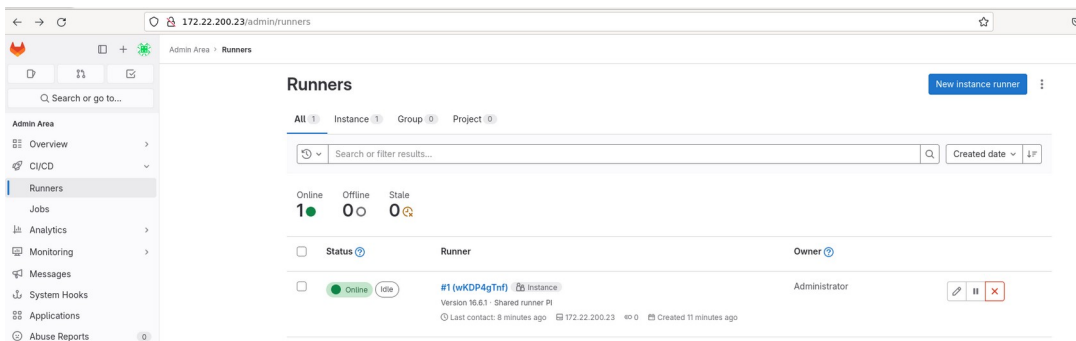 172.22.200.23/admin/runners
Admin Area › Runners
Search or go to...
Admin Area
Overview
CI/CD
Runners
Jobs
Analytics
Monitoring
Messages
System Hooks
Applications
Abuse Reports 0
Runners
New instance runner
All 1 Instance 1 Group 0 Project 0
Search or filter results...
Created date
Online Offline Stale
1 0 0
Status Runner Owner
Online Idle #1 (wKDP4gTnf) Instance Administrator
Version 16.6.1 · Shared runner PI
Last contact: 8 minutes ago 172.22.200.23 0 Created 11 minutes ago